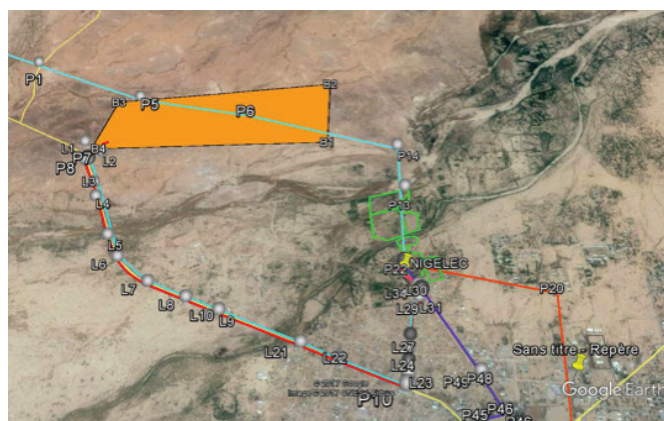 P1
B2
B3
P5
P6
L1
B4
B1
P7
L2
P14
P8
L3
L4
P13
L5
L6
NIGELEC
P22
L7
P20
L34
L30
L8
L10
L9
L29
L31
L27
L21
L22
Sans titre - Repère
L24
L23
P49
P48
Google Earth
© 2017
P10
P45
P46